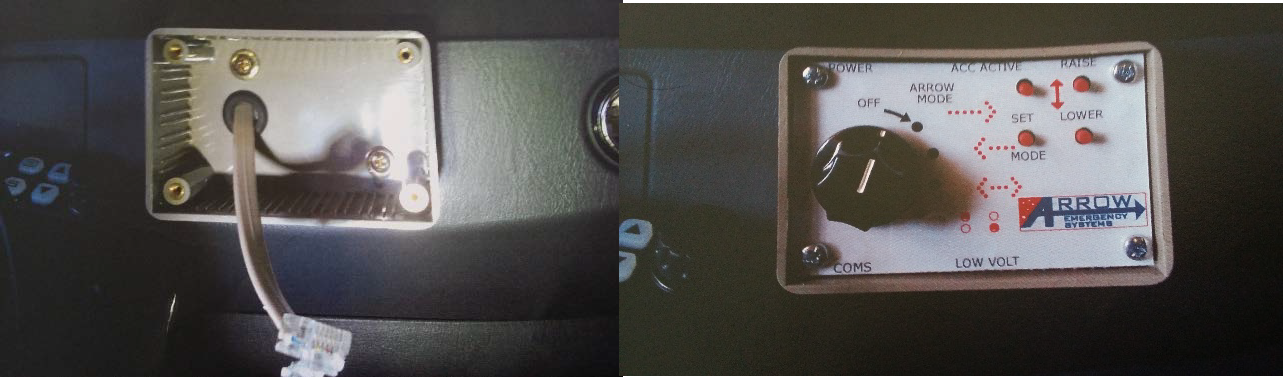 POWER
ACC ACTIVE
RAISE
ARROW
MODE
OFF
SET
LOWER
MODE
ARROW
EMERGENCY
SYSTEMS
COMS
LOW VOLT